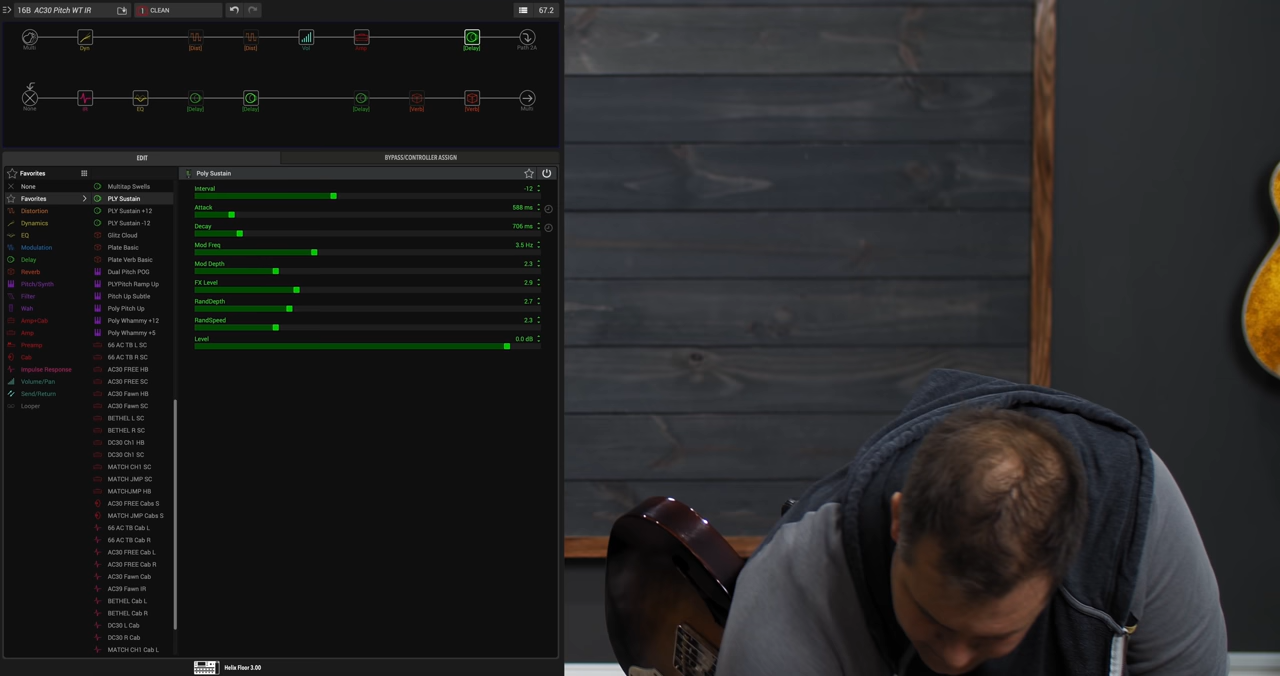 16B AC30 Pitch WT IR
1 CLEAN
67.2
Multi
Dyn
[Dist]
[Dist]
Vol
Amp
[Delay]
Path 2A
None
IR
EQ
[Delay]
[Delay]
[Delay]
[Verb]
[Verb]
Multi
EDIT
BYPASS/CONTROLLER ASSIGN
Favorites
None
Favorites
Distortion
Dynamics
EQ
Modulation
Delay
Reverb
Pitch/Synth
Filter
Wah
Amp+Cab
Amp
Preamp
Cab
Impulse Response
Volume/Pan
Send/Return
Looper
Multitap Swells
PLY Sustain
PLY Sustain +12
PLY Sustain -12
Glitz Cloud
Plate Basic
Plate Verb Basic
Dual Pitch POG
PLYPitch Ramp Up
Pitch Up Subtle
Poly Pitch Up
Poly Whammy +12
Poly Whammy +5
66 AC TB L SC
66 AC TB R SC
AC30 FREE HB
AC30 FREE SC
AC30 Fawn HB
AC30 Fawn SC
BETHEL L SC
BETHEL R SC
DC30 Ch1 HB
DC30 Ch1 SC
MATCH CH1 SC
MATCH JMP SC
MATCHJMP HB
AC30 FREE Cabs S
MATCH JMP Cabs S
66 AC TB Cab L
66 AC TB Cab R
AC30 FREE Cab L
AC30 FREE Cab R
AC30 Fawn Cab
AC39 Fawn IR
BETHEL Cab L
BETHEL Cab R
DC30 L Cab
DC30 R Cab
MATCH CH1 Cab L
Poly Sustain
Interval -12
Attack 588 ms
Decay 706 ms
Mod Freq 3.5 Hz
Mod Depth 2.3
FX Level 2.9
RandDepth 2.7
RandSpeed 2.3
Level 0.0 dB
Helix Floor 3.00